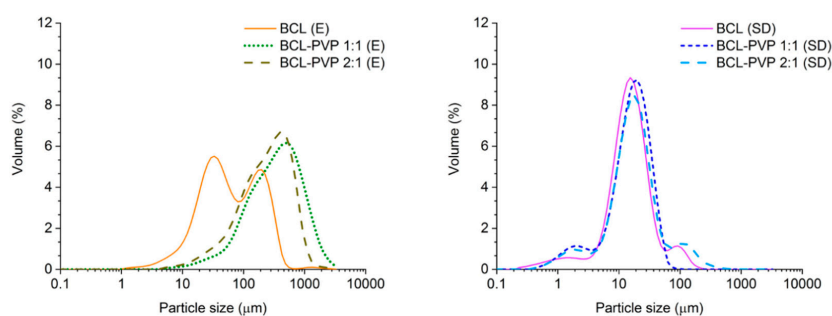 12
10
8
6
4
2
0
Volume (%)
BCL (E)
BCL-PVP 1:1 (E)
BCL-PVP 2:1 (E)
0.1 1 10 100 1000 10000
Particle size (μm)
12
10
8
6
4
2
0
Volume (%)
BCL (SD)
BCL-PVP 1:1 (SD)
BCL-PVP 2:1 (SD)
0.1 1 10 100 1000 10000
Particle size (μm)